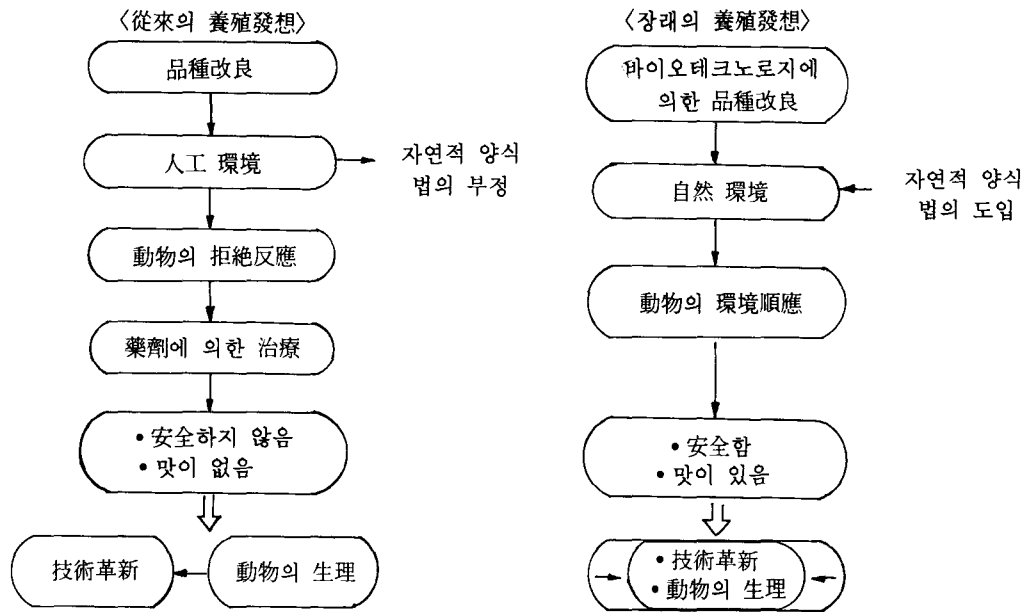 〈從來의 養殖發想〉
品種改良
人工 環境
자연적 양식
법의 부정
動物의 拒絶反應
藥劑에 의한 治療
• 安全하지 않음
• 맛이 없음
技術革新
動物의 生理
〈장래의 養殖發想〉
바이오테크노로지에
의한 品種改良
自然 環境
자연적 양식
법의 도입
動物의 環境順應
• 安全함
• 맛이 있음
• 技術革新
• 動物의 生理